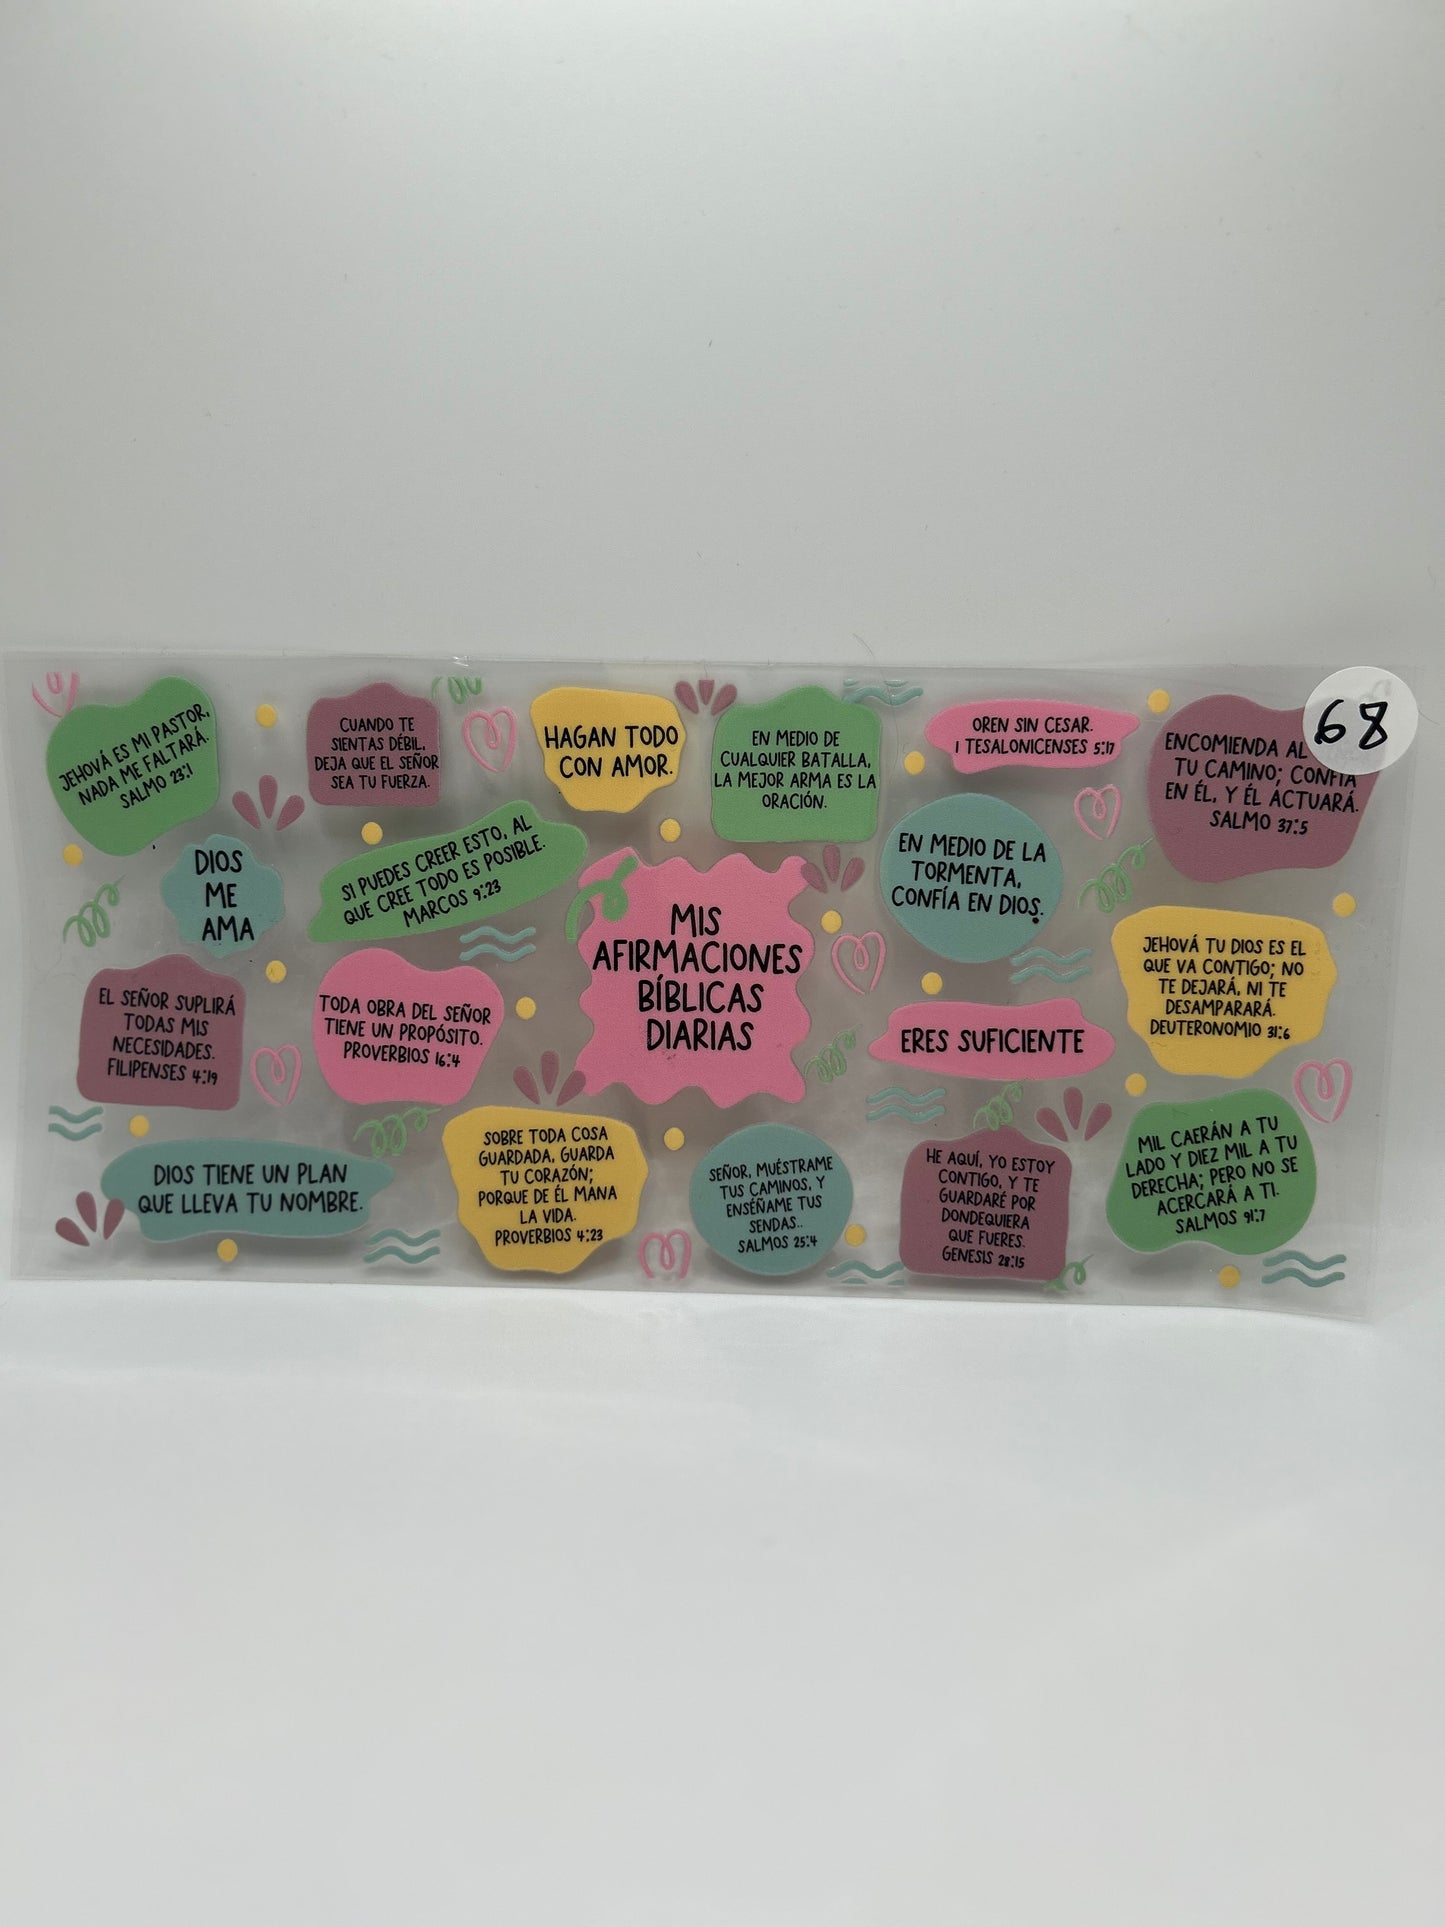 JEHOVÁ ES MI PASTOR,
NADA ME FALTARÁ.
SALMO 23:1
CUANDO TE
SIENTAS DÉBIL,
DEJA QUE EL SEÑOR
SEA TU FUERZA.
HAGAN TODO
CON AMOR.
EN MEDIO DE
CUALQUIER BATALLA,
LA MEJOR ARMA ES LA
ORACIÓN.
OREN SIN CESAR.
1 TESALONICENSES 5:17
ENCOMIENDA AL
TU CAMINO; CONFÍA
EN ÉL, Y ÉL ACTUARÁ.
SALMO 37:5
68
DIOS
ME
AMA
SI PUEDES CREER ESTO, AL
QUE CREE TODO ES POSIBLE.
MARCOS 9:23
MIS
AFIRMACIONES
BÍBLICAS
DIARIAS
EN MEDIO DE LA
TORMENTA,
CONFÍA EN DIOS.
JEHOVÁ TU DIOS ES EL
QUE VA CONTIGO; NO
TE DEJARÁ, NI TE
DESAMPARARÁ.
DEUTERONOMIO 31:6
EL SEÑOR SUPLIRÁ
TODAS MIS
NECESIDADES.
FILIPENSES 4:19
TODA OBRA DEL SEÑOR
TIENE UN PROPÓSITO.
PROVERBIOS 16:4
ERES SUFICIENTE
DIOS TIENE UN PLAN
QUE LLEVA TU NOMBRE.
SOBRE TODA COSA
GUARDADA, GUARDA
TU CORAZÓN;
PORQUE DE ÉL MANA
LA VIDA.
PROVERBIOS 4:23
SEÑOR, MUÉSTRAME
TUS CAMINOS, Y
ENSÉÑAME TUS
SENDAS..
SALMOS 25:4
HE AQUÍ, YO ESTOY
CONTIGO, Y TE
GUARDARÉ POR
DONDEQUIERA
QUE FUERES.
GENESIS 28:15
MIL CAERÁN A TU
LADO Y DIEZ MIL A TU
DERECHA; PERO NO SE
ACERCARÁ A TI.
SALMOS 91:7